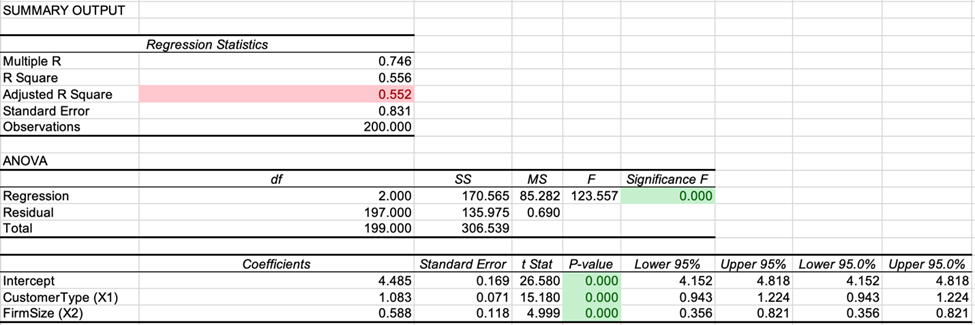 SUMMARY OUTPUT
Regression Statistics
Multiple R 0.746
R Square 0.556
Adjusted R Square 0.552
Standard Error 0.831
Observations 200.000
ANOVA
df SS MS F Significance F
Regression 2.000 170.565 85.282 123.557 0.000
Residual 197.000 135.975 0.690
Total 199.000 306.539
Coefficients Standard Error t Stat P-value Lower 95% Upper 95% Lower 95.0% Upper 95.0%
Intercept 4.485 0.169 26.580 0.000 4.152 4.818 4.152 4.818
CustomerType (X1) 1.083 0.071 15.180 0.000 0.943 1.224 0.943 1.224
FirmSize (X2) 0.588 0.118 4.999 0.000 0.356 0.821 0.356 0.821